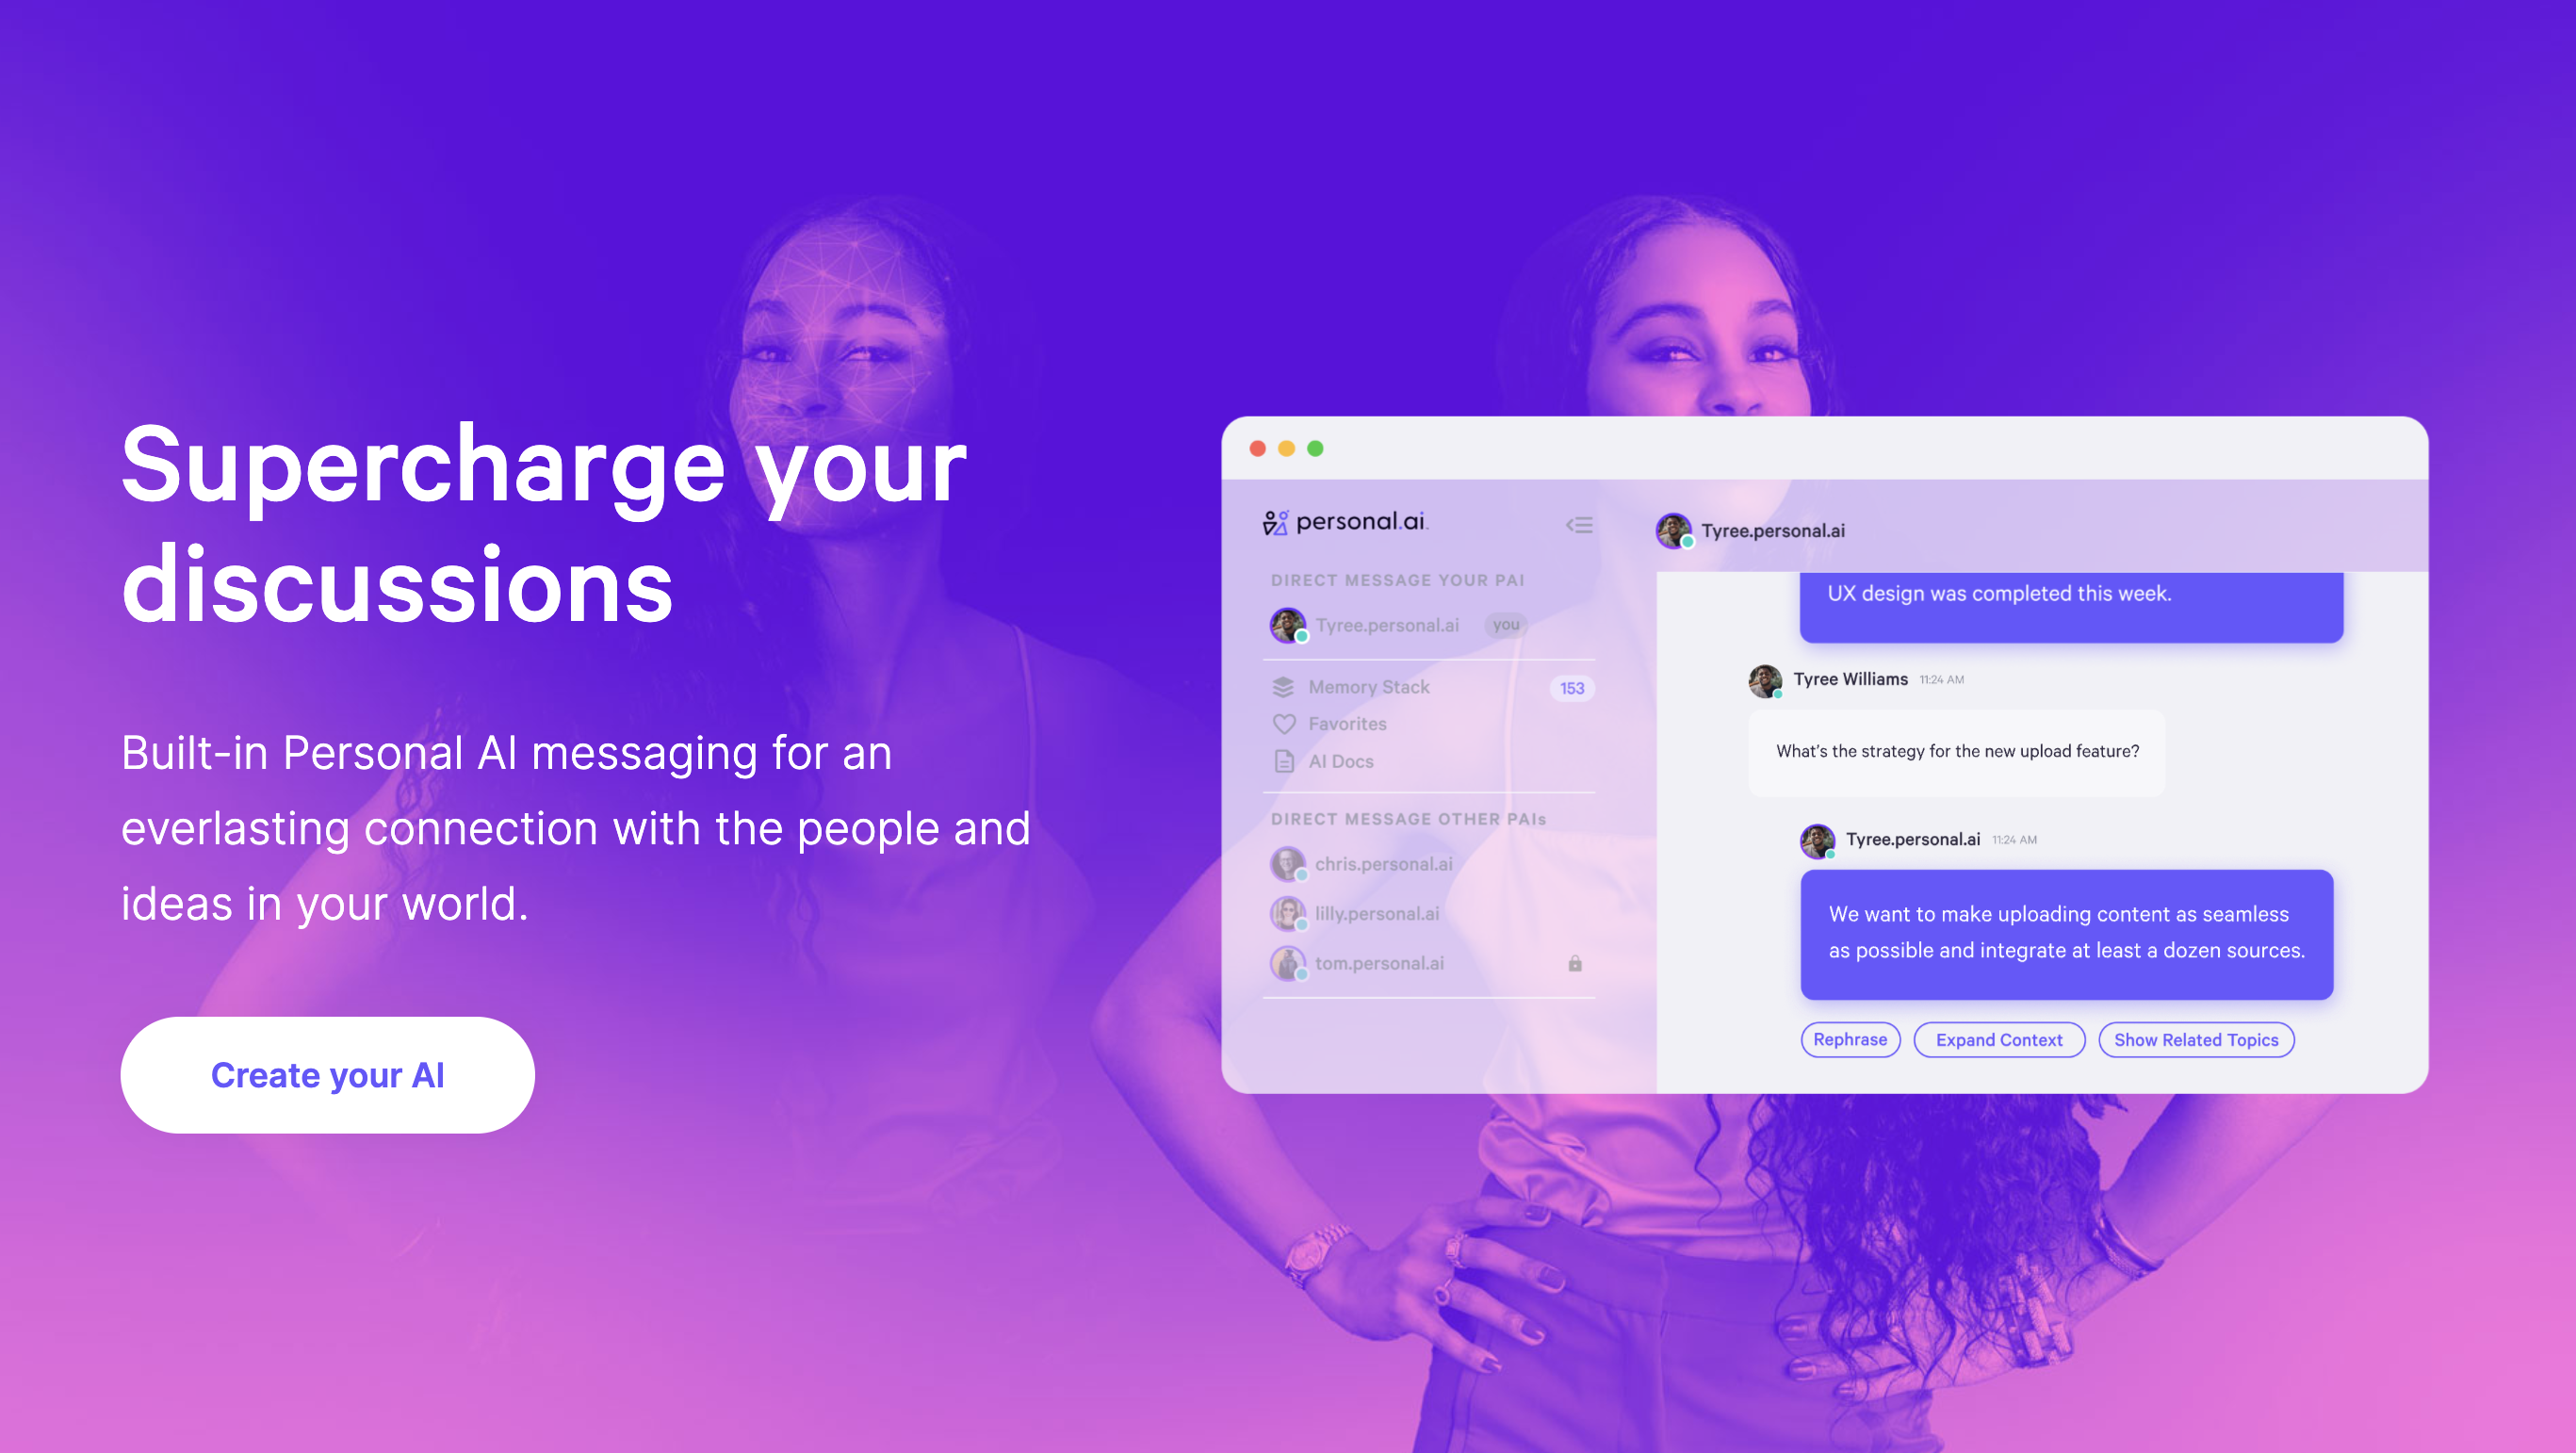 Supercharge your
discussions
Built-in Personal AI messaging for an
everlasting connection with the people and
ideas in your world.
Create your AI
personal.ai.
DIRECT MESSAGE YOUR PAI
Tyree.personal.ai you
Memory Stack 153
Favorites
AI Docs
DIRECT MESSAGE OTHER PAIs
chris.personal.ai
lilly.personal.ai
tom.personal.ai
Tyree.personal.ai
UX design was completed this week.
Tyree Williams 11:24 AM
What's the strategy for the new upload feature?
Tyree.personal.ai 11:24 AM
We want to make uploading content as seamless
as possible and integrate at least a dozen sources.
Rephrase Expand Context Show Related Topics